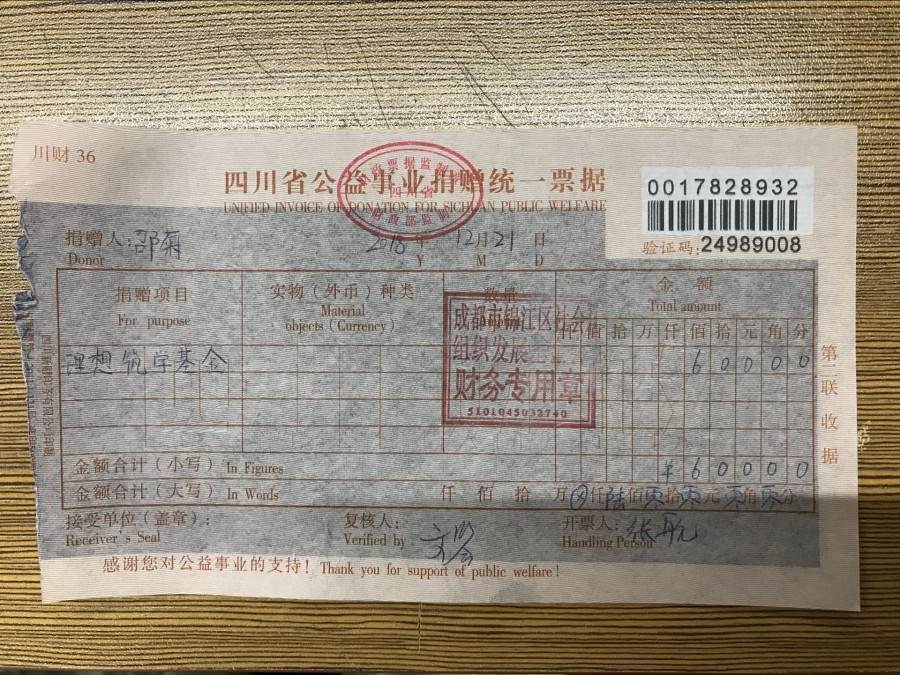 川财 36
四川省公益事业捐赠统一票据
UNIFIED INVOICE OF DONATION FOR SICHUAN PUBLIC WELFARE
四川省
0017828932
验证码: 24989008
捐赠人: 邵菊 2018 年 12 月 21 日
Donor Y M D
捐赠项目 实物（外币）种类 数量 金额
For purpose Material objects (Currency) Total amount
仟 佰 拾 万 仟 佰 拾 元 角 分
理想筑学基金 6 0 0 0 0
成都市锦江区社会
组织发展
财务专用章
5101045032740
金额合计（小写） In Figures ¥ 6 0 0 0 0
金额合计（大写） In Words 仟 佰 拾 万 ⊗ 仟 陆 佰 零 拾 零 元 零 角 零 分
接受单位（盖章）: 复核人: 开票人: 张航
Receiver's Seal Verified by Handling Person
感谢您对公益事业的支持！ Thank you for support of public welfare!
第二联 收据